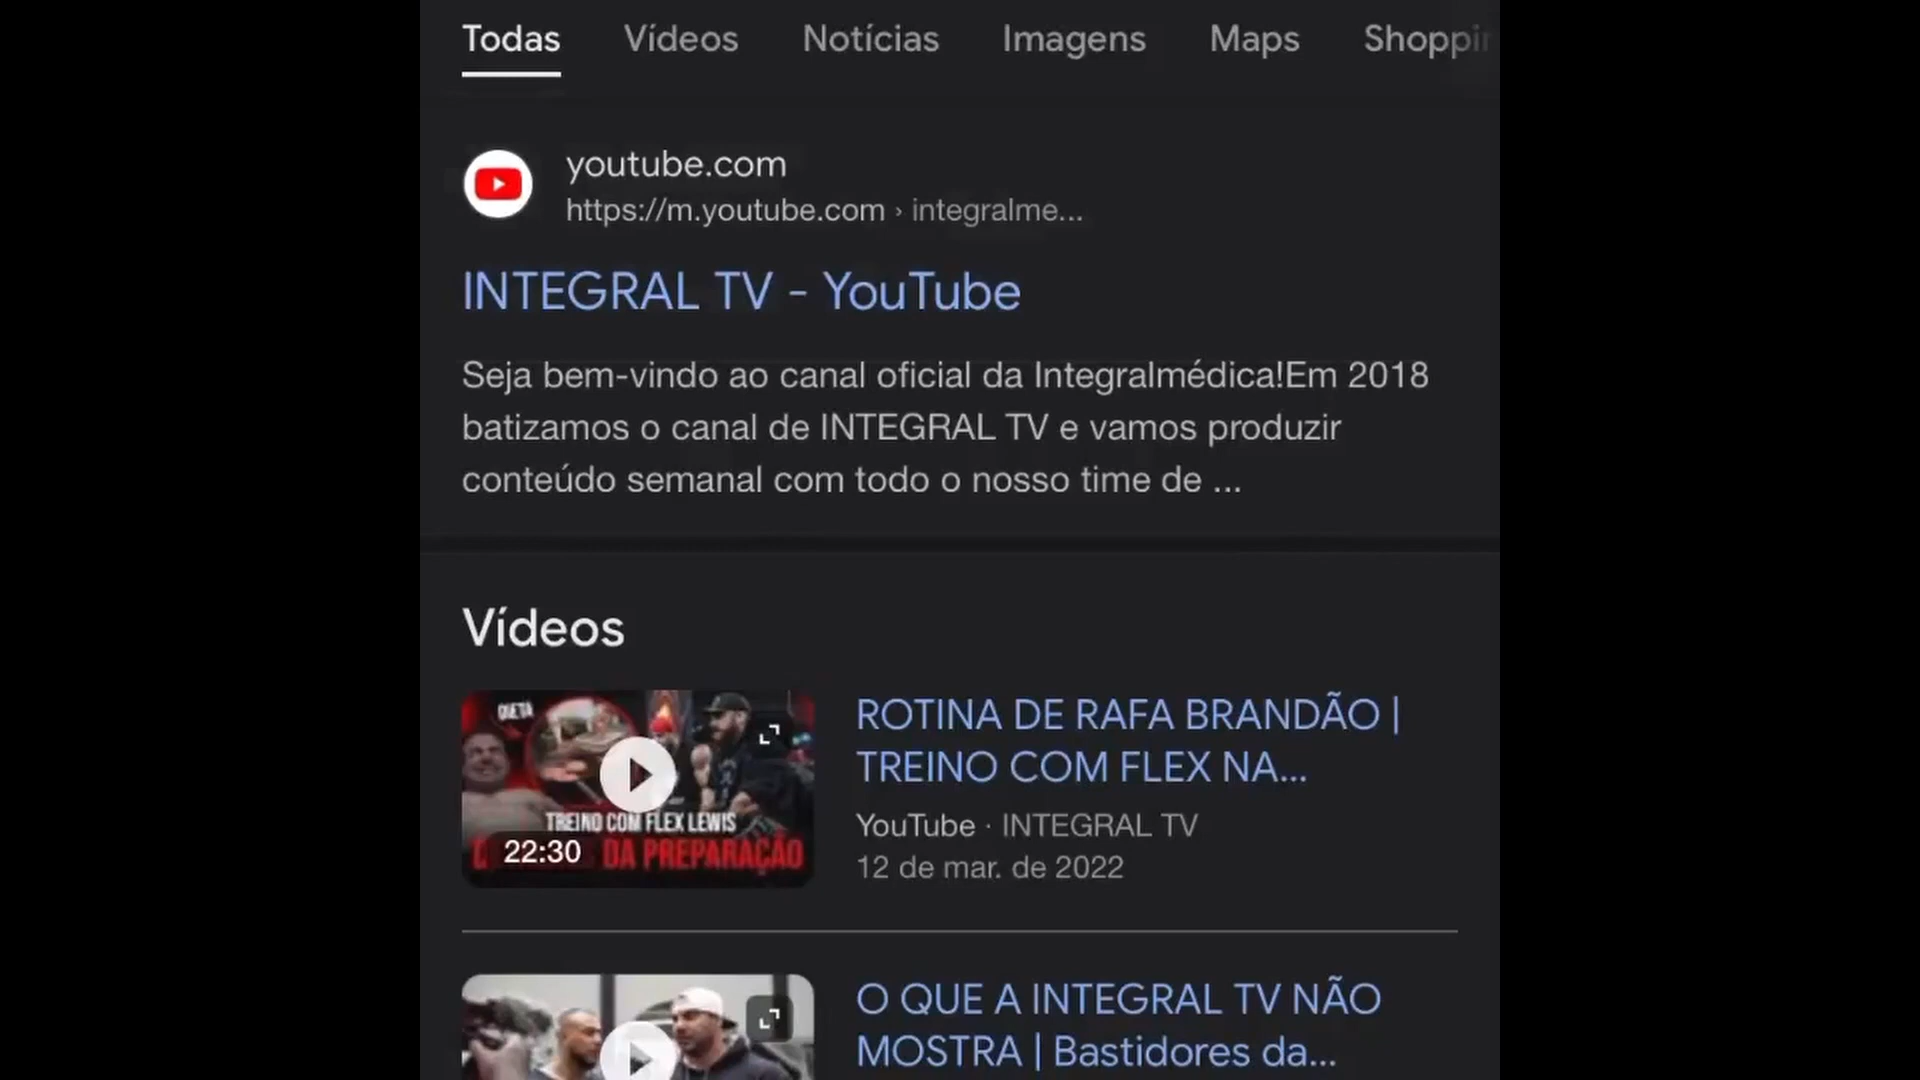 Todas Vídeos Notícias Imagens Maps
youtube.com
https://m.youtube.com › integralme...
INTEGRAL TV - YouTube
Seja bem-vindo ao canal oficial da Integralmédica!Em 2018
batizamos o canal de INTEGRAL TV e vamos produzir
conteúdo semanal com todo o nosso time de ...
Vídeos
DIETA
TREINO COM FLEX LEWIS
DA PREPARAÇÃO
22:30
ROTINA DE RAFA BRANDÃO |
TREINO COM FLEX NA...
YouTube · INTEGRAL TV
12 de mar. de 2022
O QUE A INTEGRAL TV NÃO
MOSTRA | Bastidores da...